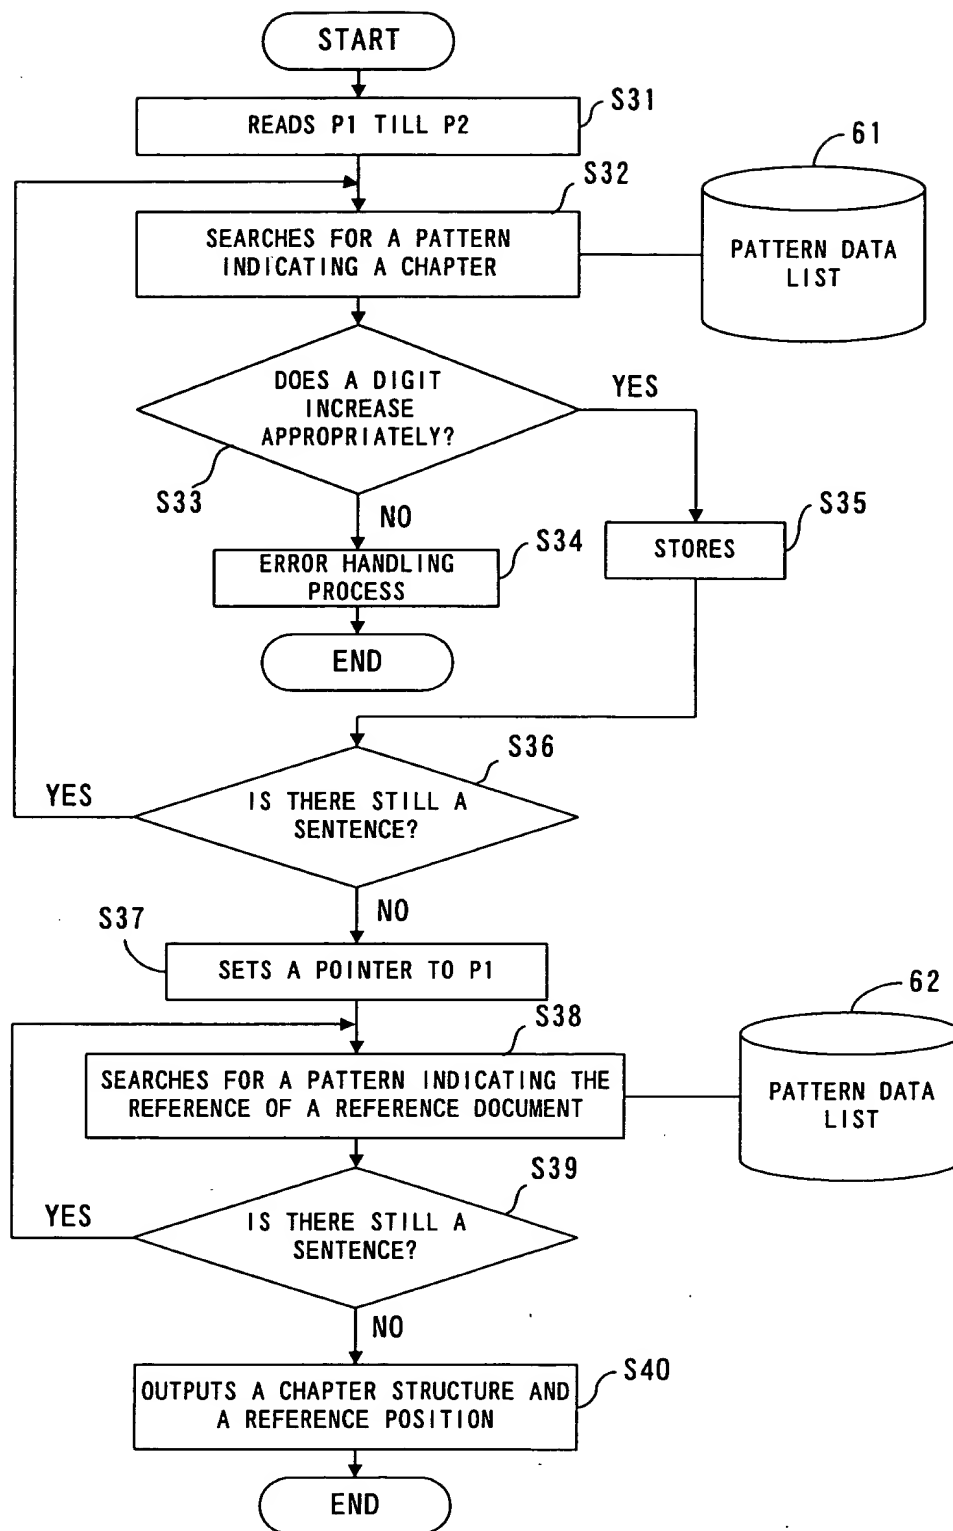 START
S31
READS P1 TILL P2
61
S32
SEARCHES FOR A PATTERN
INDICATING A CHAPTER
PATTERN DATA
LIST
DOES A DIGIT
INCREASE
APPROPRIATELY?
YES
S33
NO
S35
STORES
S34
ERROR HANDLING
PROCESS
END
S36
YES
IS THERE STILL A
SENTENCE?
NO
S37
SETS A POINTER TO P1
62
S38
SEARCHES FOR A PATTERN INDICATING THE
REFERENCE OF A REFERENCE DOCUMENT
PATTERN DATA
LIST
S39
YES
IS THERE STILL A
SENTENCE?
NO
S40
OUTPUTS A CHAPTER STRUCTURE AND
A REFERENCE POSITION
END